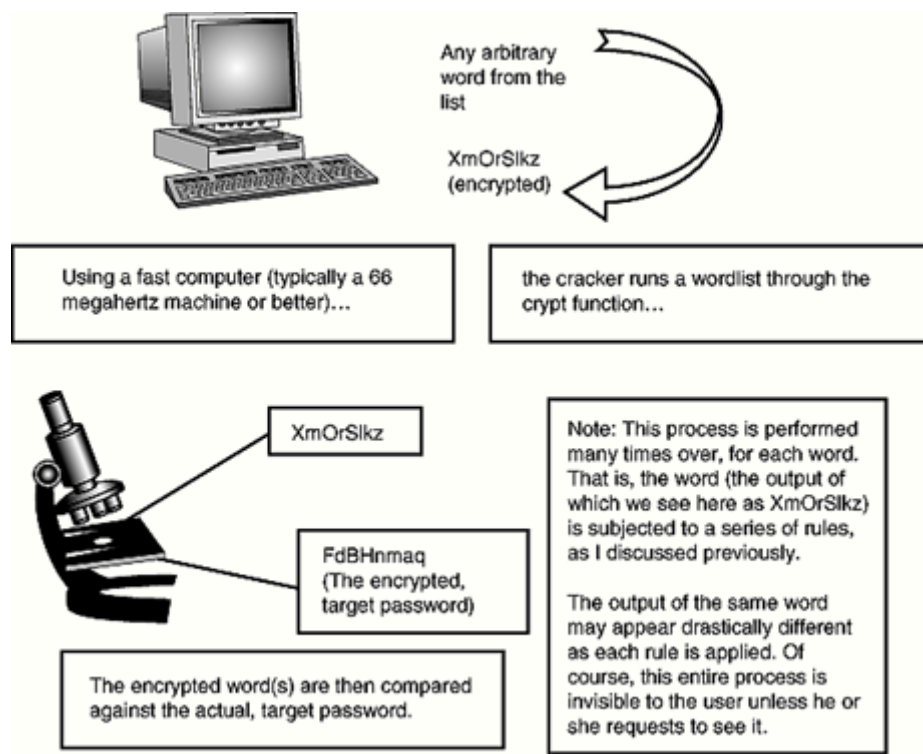 Any arbitrary
word from the
list
XmOrSlkz
(encrypted)
Using a fast computer (typically a 66
megahertz machine or better)...
the cracker runs a wordlist through the
crypt function...
XmOrSlkz
FdBHnmaq
(The encrypted,
target password)
The encrypted word(s) are then compared
against the actual, target password.
Note: This process is performed
many times over, for each word.
That is, the word (the output of
which we see here as XmOrSlkz)
is subjected to a series of rules,
as I discussed previously.
The output of the same word
may appear drastically different
as each rule is applied. Of
course, this entire process is
invisible to the user unless he or
she requests to see it.